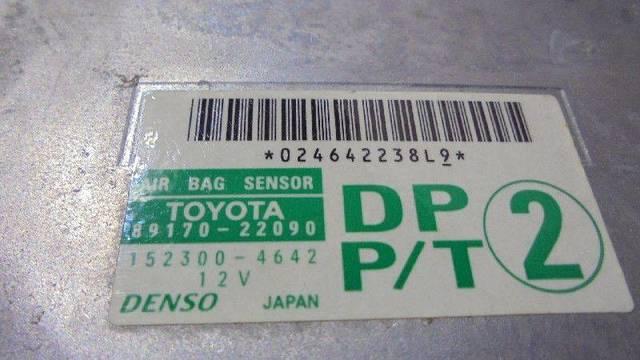 *024642238L9*
AIR BAG SENSOR
TOYOTA
89170-22090
152300-4642
12V
DENSO JAPAN
DP
P/T
2